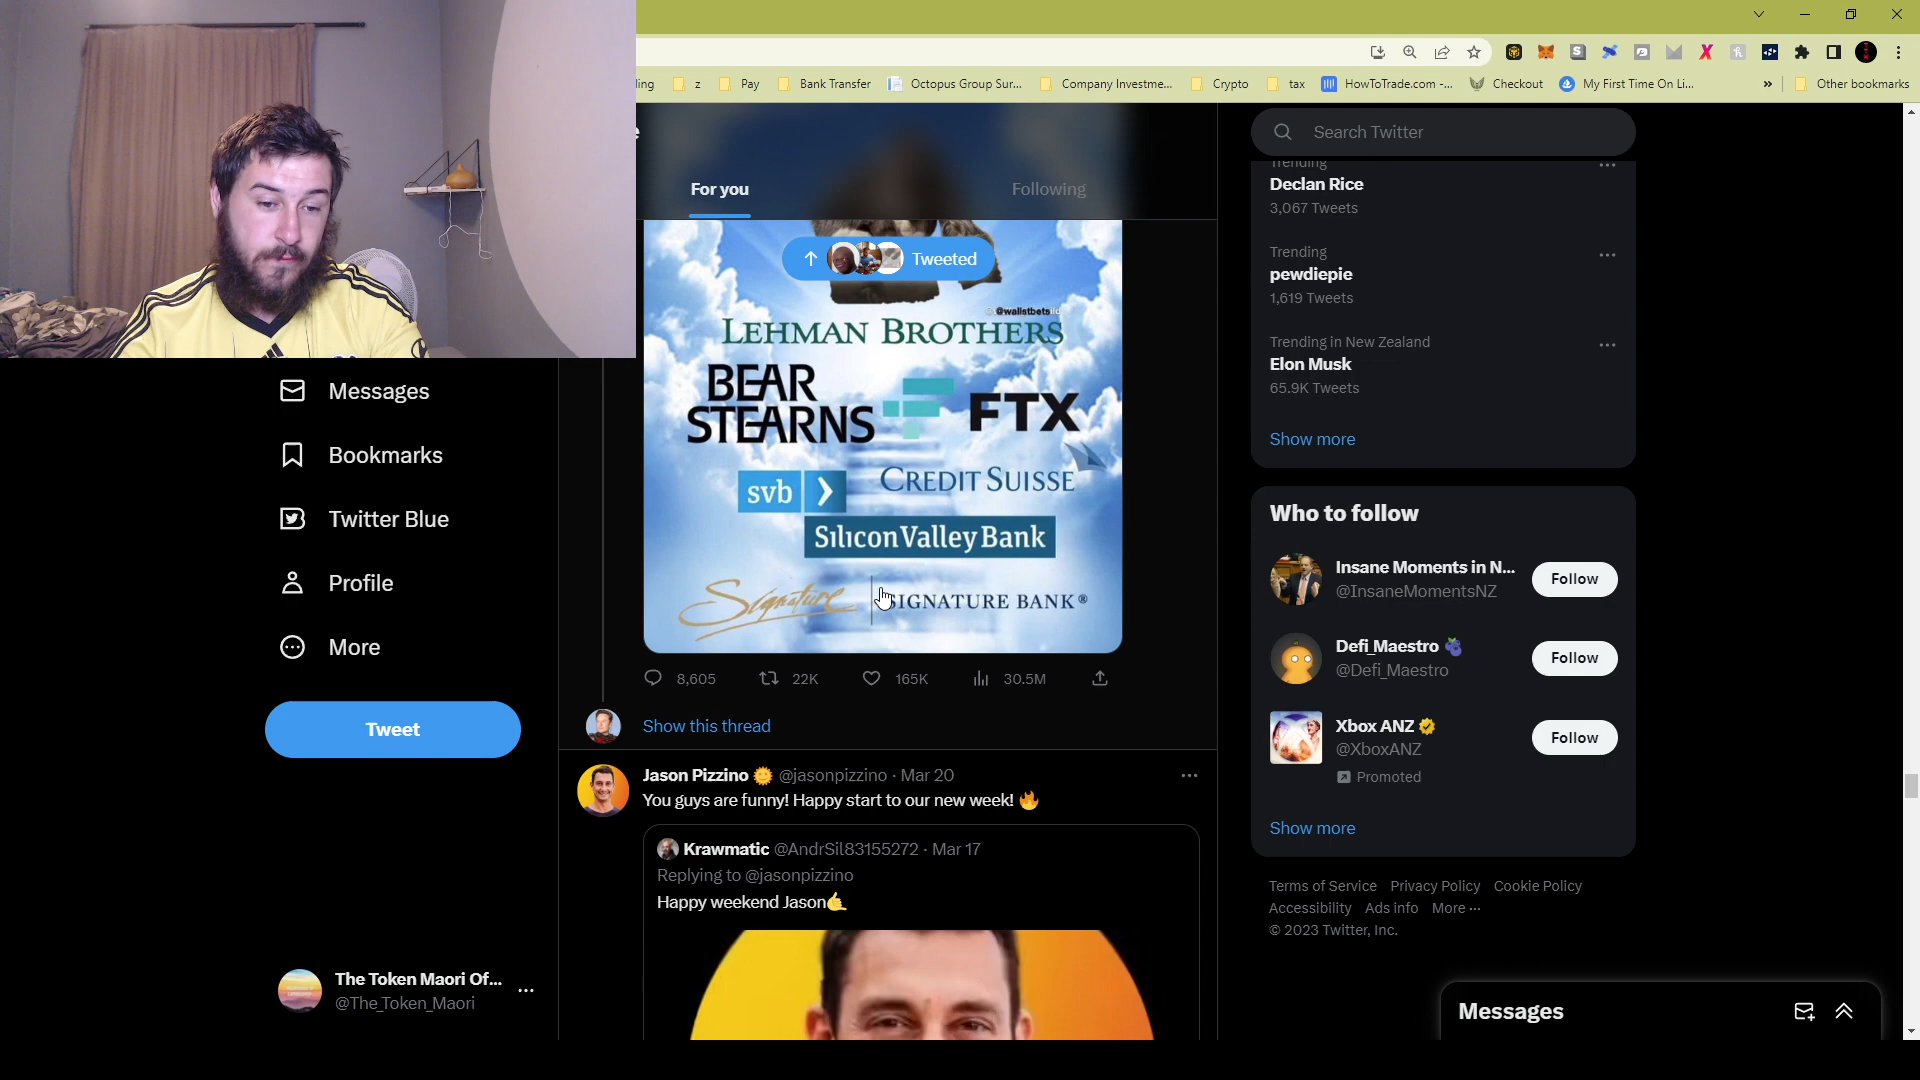 ling
z
Pay
Bank Transfer
Octopus Group Sur...
Company Investme...
Crypto
tax
HowToTrade.com -...
Checkout
My First Time On Li...
»
Other bookmarks
For you
Following
Tweeted
LEHMAN BROTHERS
BEAR
STEARNS
FTX
svb
CREDIT SUISSE
Silicon Valley Bank
Signature
SIGNATURE BANK®
8,605
22K
165K
30.5M
Show this thread
Jason Pizzino @jasonpizzino · Mar 20
You guys are funny! Happy start to our new week!
Krawmatic @AndrSil83155272 · Mar 17
Replying to @jasonpizzino
Happy weekend Jason
Messages
Bookmarks
Twitter Blue
Profile
More
Tweet
The Token Maori Of...
@The_Token_Maori
Search Twitter
Trending
Declan Rice
3,067 Tweets
Trending
pewdiepie
1,619 Tweets
Trending in New Zealand
Elon Musk
65.9K Tweets
Show more
Who to follow
Insane Moments in N...
@InsaneMomentsNZ
Follow
Defi_Maestro
@Defi_Maestro
Follow
Xbox ANZ
@XboxANZ
Promoted
Follow
Show more
Terms of Service Privacy Policy Cookie Policy
Accessibility Ads info More ...
© 2023 Twitter, Inc.
Messages